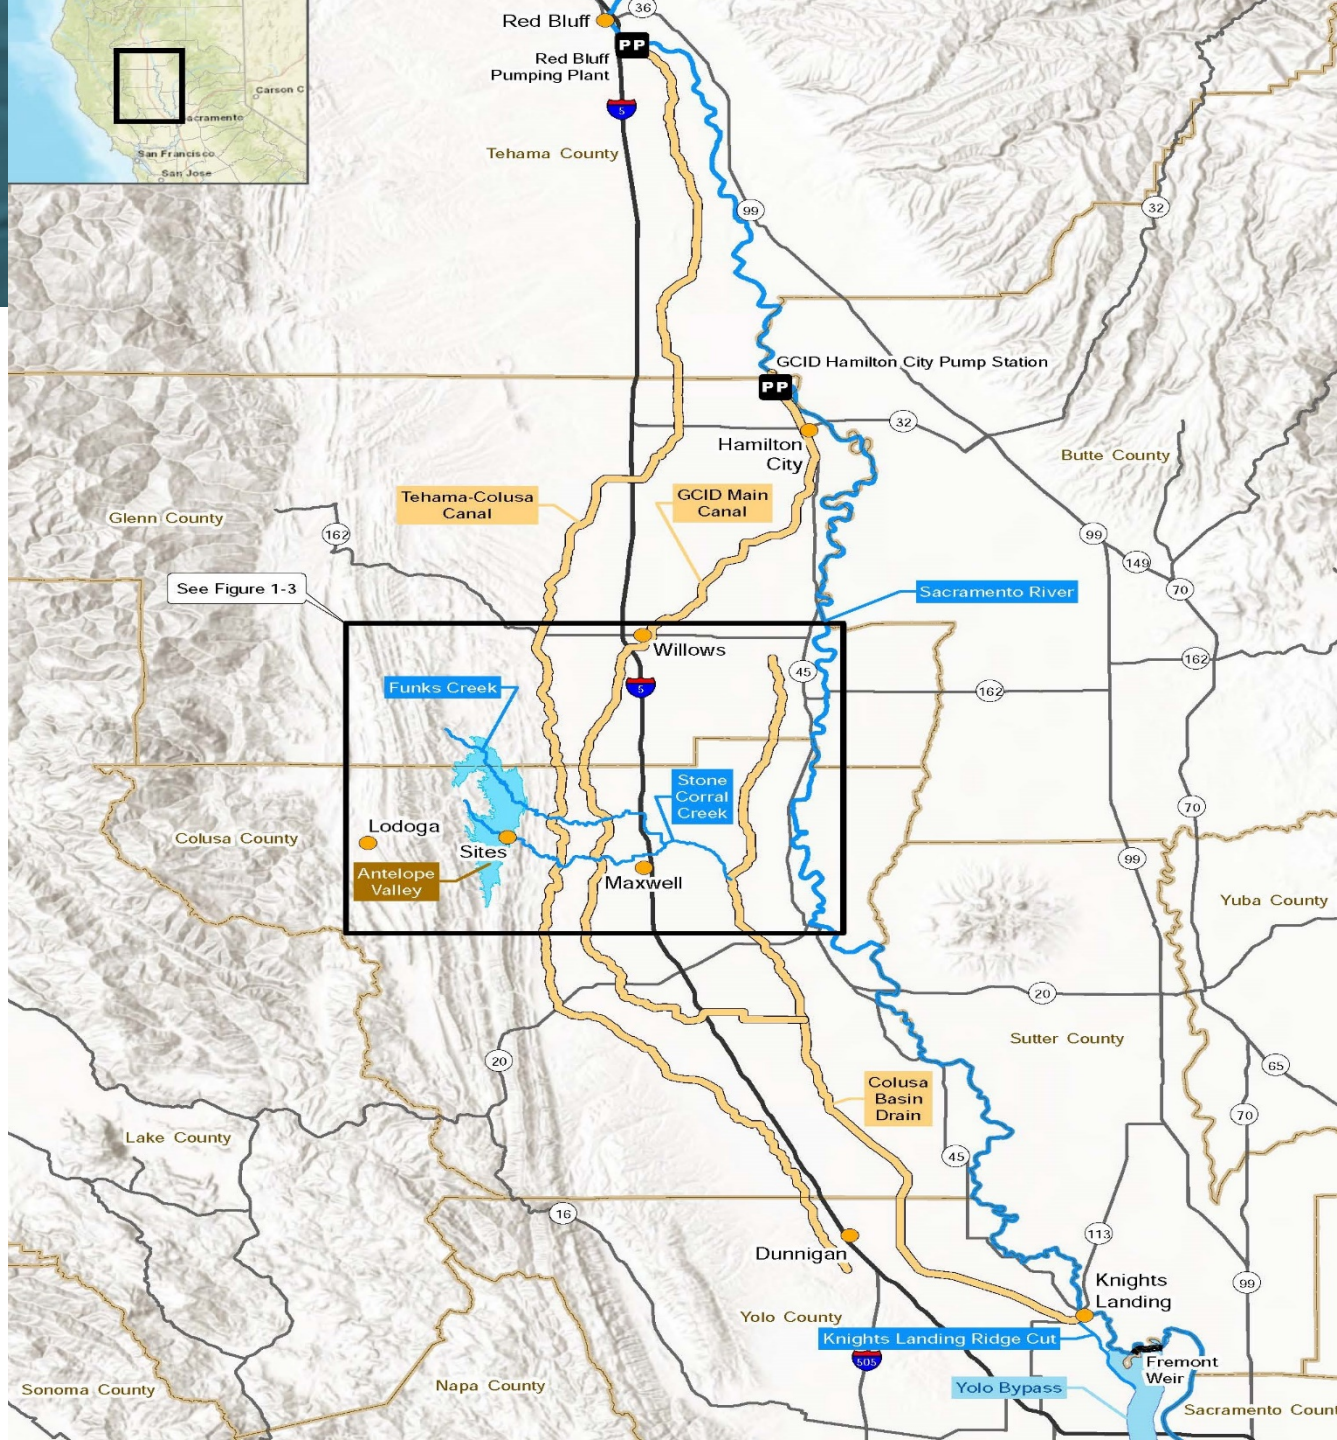 Red Bluff
36
PP
Red Bluff
Pumping Plant
Carson C
acramento
San Francisco
San Jose
5
Tehama County
99
32
GCID Hamilton City Pump Station
PP
32
Hamilton
City
Butte County
Tehama-Colusa
Canal
GCID Main
Canal
Glenn County
162
99
149
70
See Figure 1-3
Sacramento River
Willows
162
45
5
162
Funks Creek
Stone
Corral
Creek
70
Lodoga
Colusa County
Sites
99
Antelope
Valley
Maxwell
Yuba County
20
Sutter County
20
65
Colusa
Basin
Drain
70
Lake County
45
16
113
Dunnigan
Knights
Landing
99
Yolo County
Knights Landing Ridge Cut
505
Fremont
Weir
Sonoma County
Napa County
Yolo Bypass
Sacramento Count